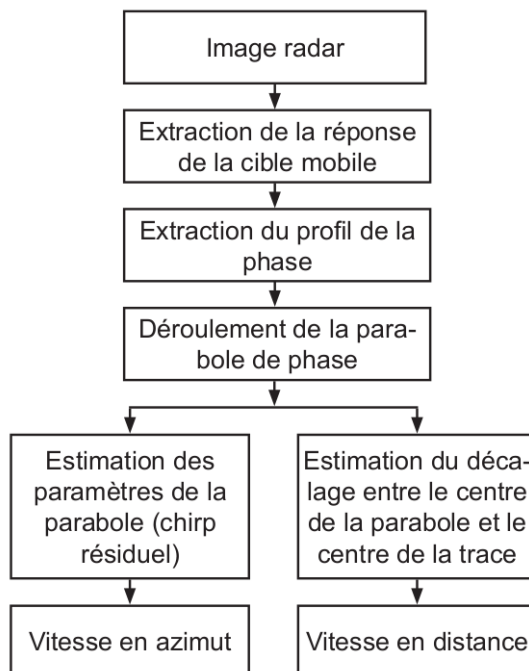 Image radar
Extraction de la réponse
de la cible mobile
Extraction du profil de la
phase
Déroulement de la para-
bole de phase
Estimation des
paramètres de la
parabole (chirp
résiduel)
Estimation du déca-
lage entre le centre
de la parabole et le
centre de la trace
Vitesse en azimut
Vitesse en distance